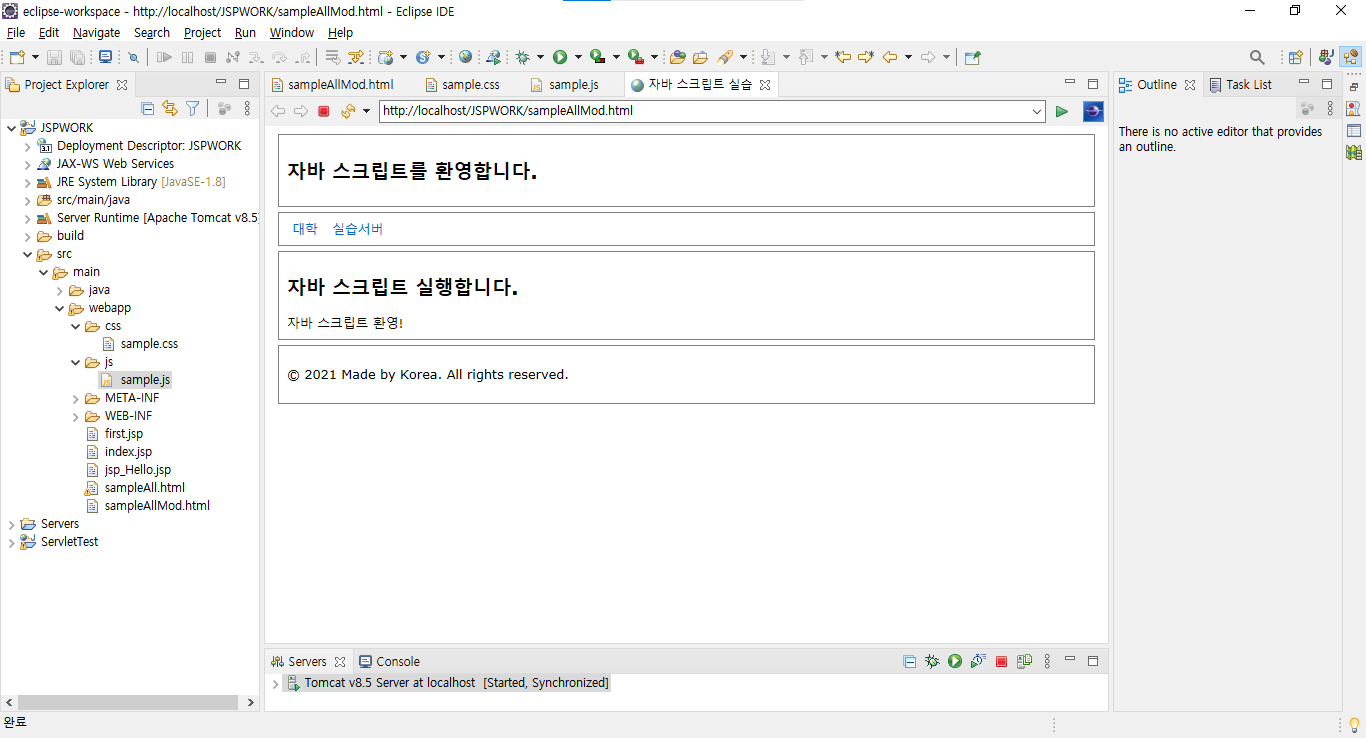 eclipse-workspace - http://localhost/JSPWORK/sampleAllMod.html - Eclipse IDE
File Edit Navigate Search Project Run Window Help
Project Explorer
JSPWORK
Deployment Descriptor: JSPWORK
JAX-WS Web Services
JRE System Library [JavaSE-1.8]
src/main/java
Server Runtime [Apache Tomcat v8.5]
build
src
main
java
webapp
css
sample.css
js
sample.js
META-INF
WEB-INF
first.jsp
index.jsp
jsp_Hello.jsp
sampleAll.html
sampleAllMod.html
Servers
ServletTest
sampleAllMod.html sample.css sample.js 자바 스크립트 실습
http://localhost/JSPWORK/sampleAllMod.html
자바 스크립트를 환영합니다.
대학 실습서버
자바 스크립트 실행합니다.
자바 스크립트 환영!
© 2021 Made by Korea. All rights reserved.
Servers Console
Tomcat v8.5 Server at localhost [Started, Synchronized]
Outline Task List
There is no active editor that provides
an outline.
완료